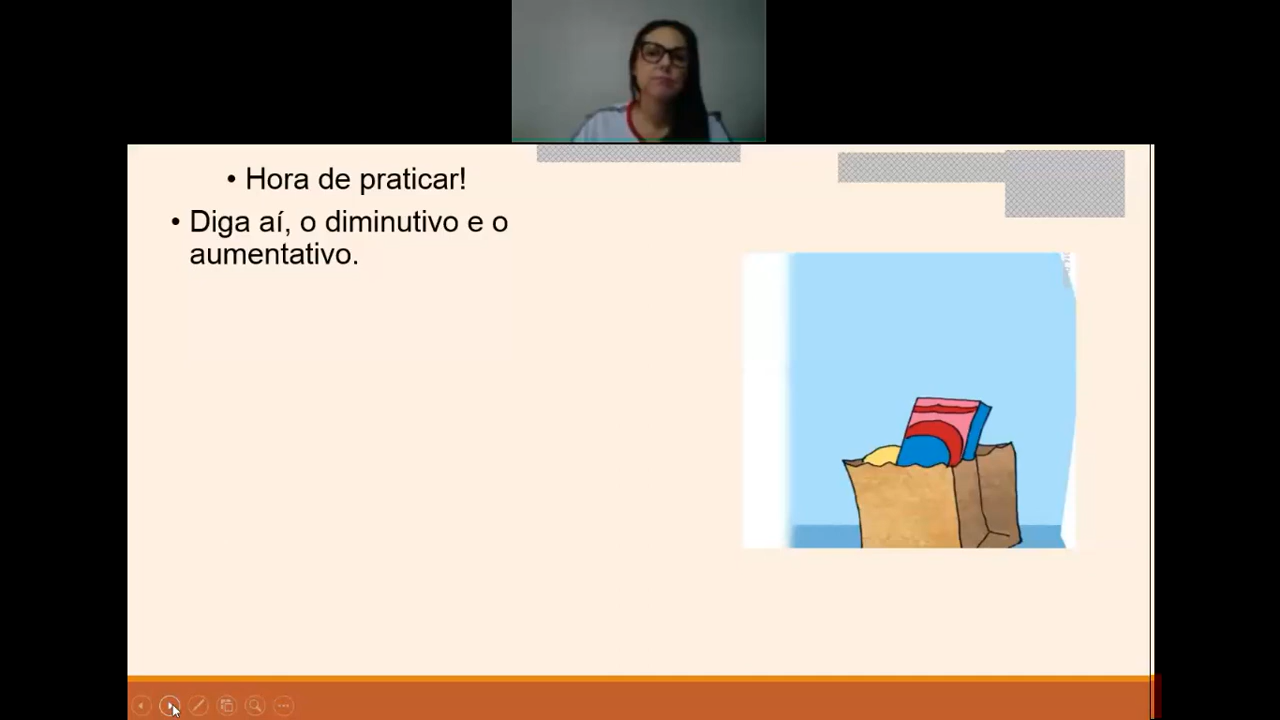 • Hora de praticar!
• Diga aí, o diminutivo e o
aumentativo.